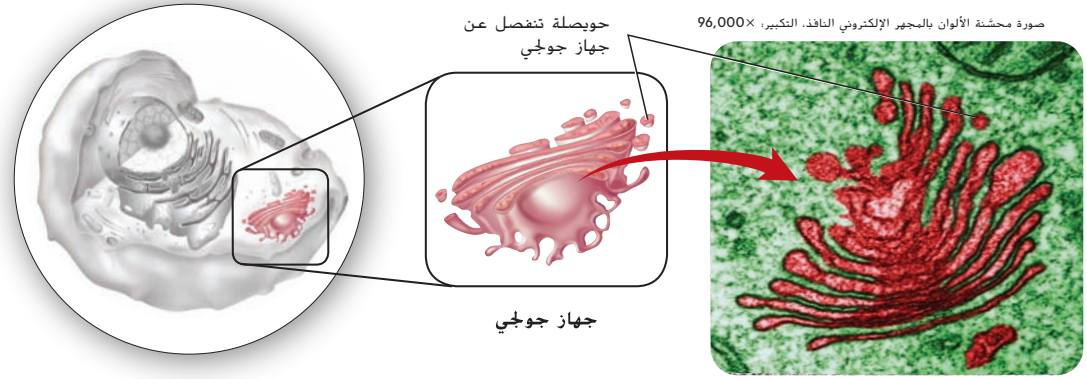 صورة محسَّنة الألوان بالمجهر الإلكتروني النافذ. التكبير: ×96,000
حويصلة تنفصل عن
جهاز جولجي
جهاز جولجي